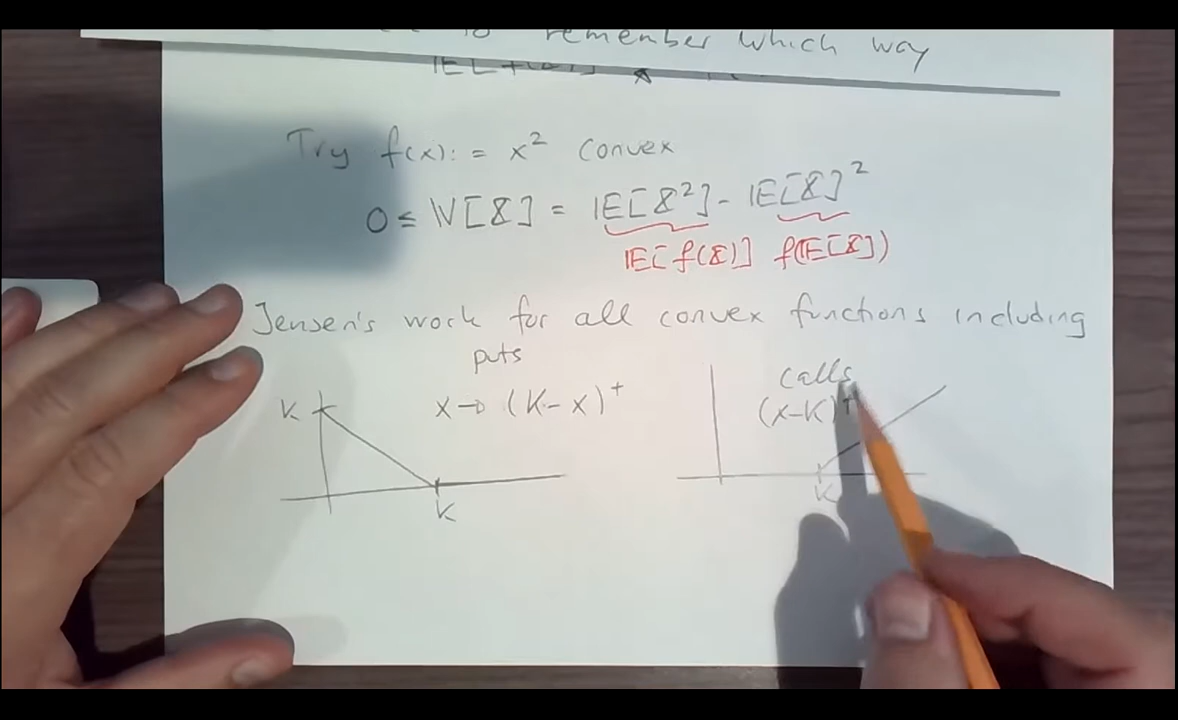 remember which way
Try f(x): = x² convex
0 ≤ 𝕍[X] = 𝔼[X²] - 𝔼[X]²
𝔼[f(X)] f(𝔼[X])
Jensen's work for all convex functions including
puts
calls
K
x → (K-x)⁺
(x-K)⁺
K
K